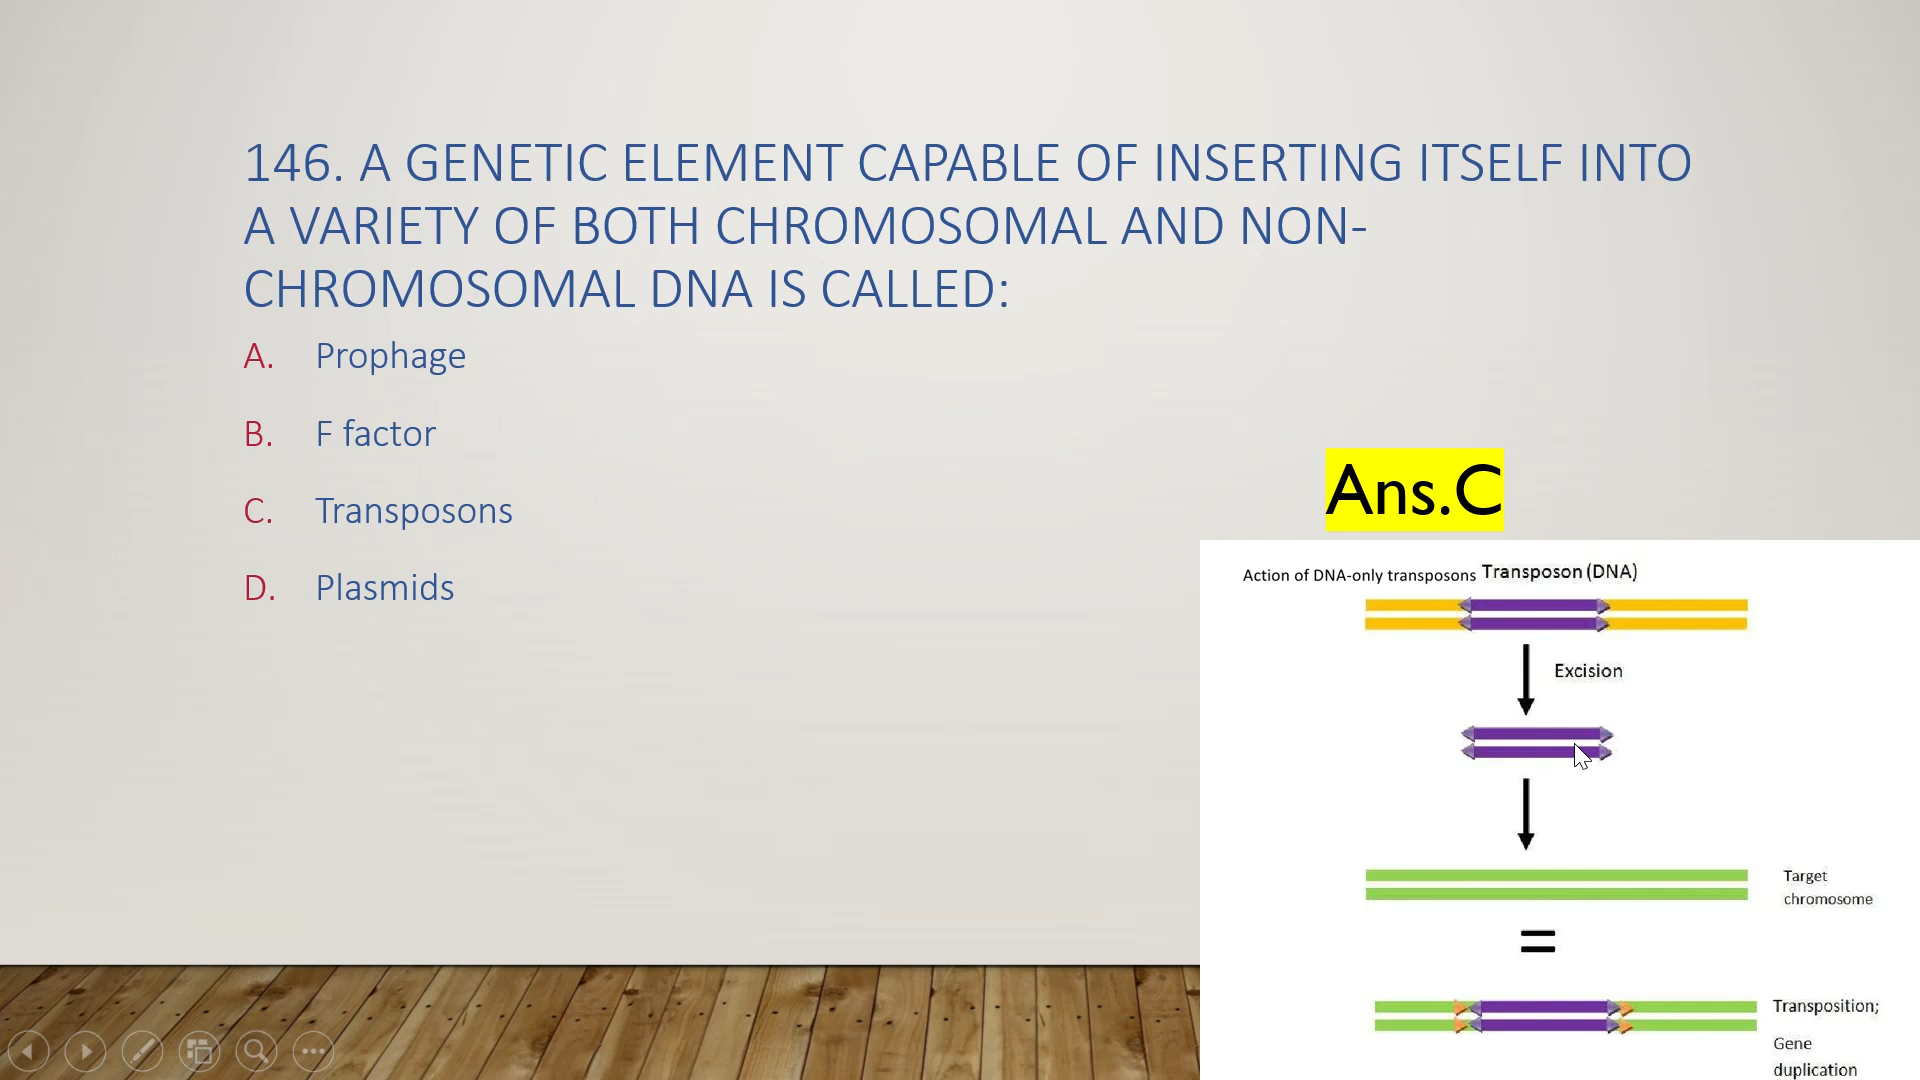 146. A GENETIC ELEMENT CAPABLE OF INSERTING ITSELF INTO
A VARIETY OF BOTH CHROMOSOMAL AND NON-
CHROMOSOMAL DNA IS CALLED:
A. Prophage
B. F factor
C. Transposons
D. Plasmids
Ans.C
Action of DNA-only transposons Transposon (DNA)
Excision
Target
chromosome
=
Transposition;
Gene
duplication